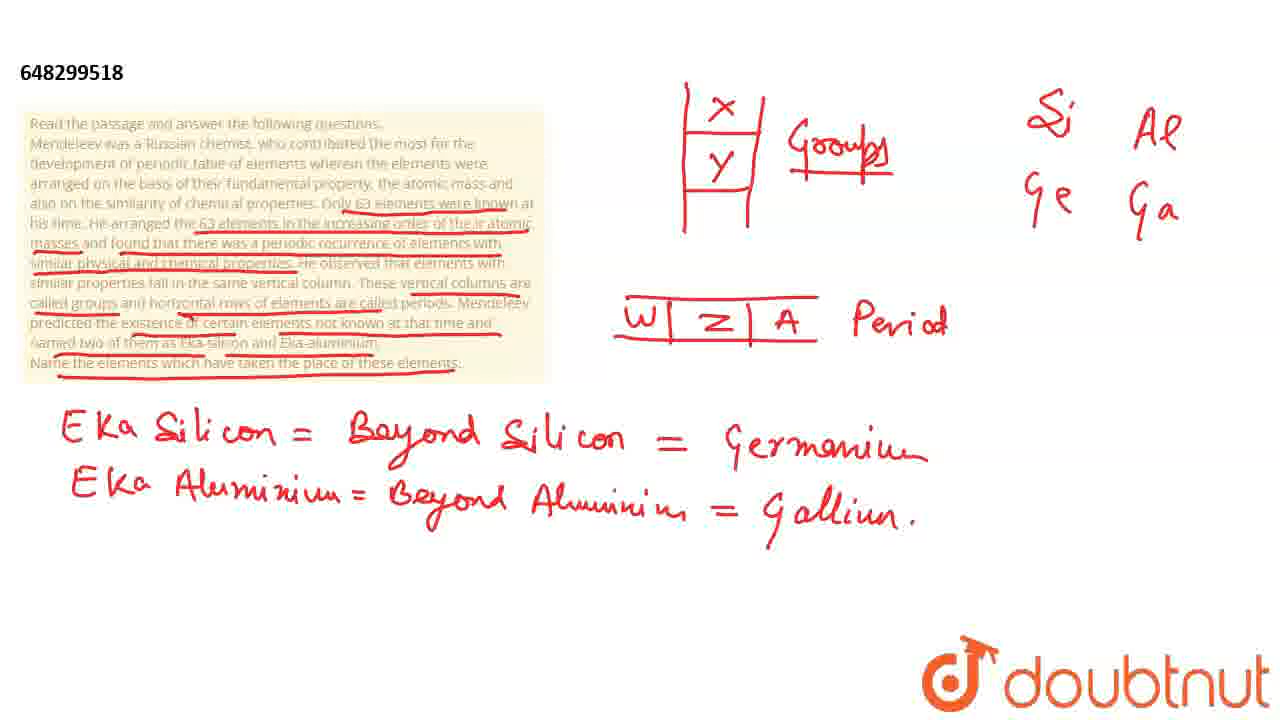 648299518
Read the passage and answer the following questions.
Mendeleev was a Russian chemist, who contributed the most for the
development of periodic table of elements wherein the elements were
arranged on the basis of their fundamental property, the atomic mass and
also on the similarity of chemical properties. Only 63 elements were known at
his time. He arranged the 63 elements in the increasing order of the ir atomic
masses and found that there was a periodic recurrence of elements with
similar physical and chemical properties. He observed that elements with
similar properties fall in the same vertical column. These vertical columns are
called groups and horizontal rows of elements are called periods. Mendeleev
predicted the existence of certain elements not known at that time and
named two of them as Eka-silicon and Eka-aluminium.
Name the elements which have taken the place of these elements.
X
Y
Groups
Si Al
Ge Ga
W Z A Period
Eka Silicon = Beyond Silicon = Germanium
Eka Aluminium = Beyond Aluminium = Gallium.
doubtnut